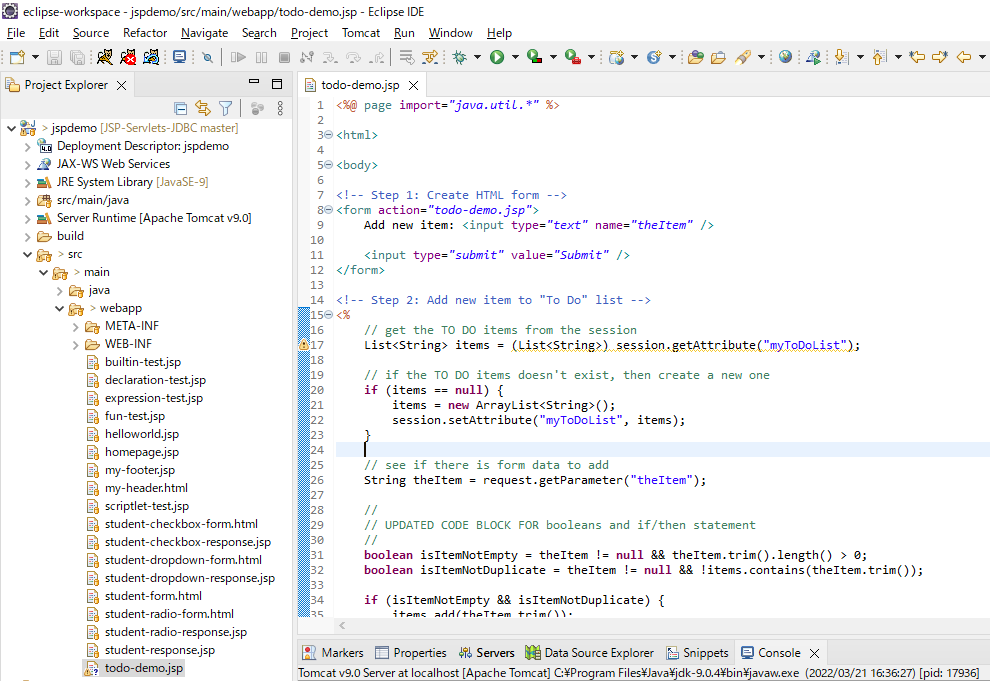 eclipse-workspace - jspdemo/src/main/webapp/todo-demo.jsp - Eclipse IDE
File Edit Source Refactor Navigate Search Project Tomcat Run Window Help
Project Explorer
> jspdemo [JSP-Servlets-JDBC master]
Deployment Descriptor: jspdemo
JAX-WS Web Services
JRE System Library [JavaSE-9]
src/main/java
Server Runtime [Apache Tomcat v9.0]
build
> src
> main
java
> webapp
META-INF
WEB-INF
builtin-test.jsp
declaration-test.jsp
expression-test.jsp
fun-test.jsp
helloworld.jsp
homepage.jsp
my-footer.jsp
my-header.html
scriptlet-test.jsp
student-checkbox-form.html
student-checkbox-response.jsp
student-dropdown-form.html
student-dropdown-response.jsp
student-form.html
student-radio-form.html
student-radio-response.jsp
student-response.jsp
todo-demo.jsp
todo-demo.jsp
1 <%@ page import="java.util.*" %>
2
3 <html>
4
5 <body>
6
7 <!-- Step 1: Create HTML form -->
8 <form action="todo-demo.jsp">
9     Add new item: <input type="text" name="theItem" />
10
11     <input type="submit" value="Submit" />
12 </form>
13
14 <!-- Step 2: Add new item to "To Do" list -->
15 <%
16     // get the TO DO items from the session
17     List<String> items = (List<String>) session.getAttribute("myToDoList");
18
19     // if the TO DO items doesn't exist, then create a new one
20     if (items == null) {
21         items = new ArrayList<String>();
22         session.setAttribute("myToDoList", items);
23     }
24
25     // see if there is form data to add
26     String theItem = request.getParameter("theItem");
27
28     //
29     // UPDATED CODE BLOCK FOR booleans and if/then statement
30     //
31     boolean isItemNotEmpty = theItem != null && theItem.trim().length() > 0;
32     boolean isItemNotDuplicate = theItem != null && !items.contains(theItem.trim());
33
34     if (isItemNotEmpty && isItemNotDuplicate) {
35         items.add(theItem.trim());
Markers Properties Servers Data Source Explorer Snippets Console
Tomcat v9.0 Server at localhost [Apache Tomcat] C:¥Program Files¥Java¥jdk-9.0.4¥bin¥javaw.exe (2022/03/21 16:36:27) [pid: 17936]